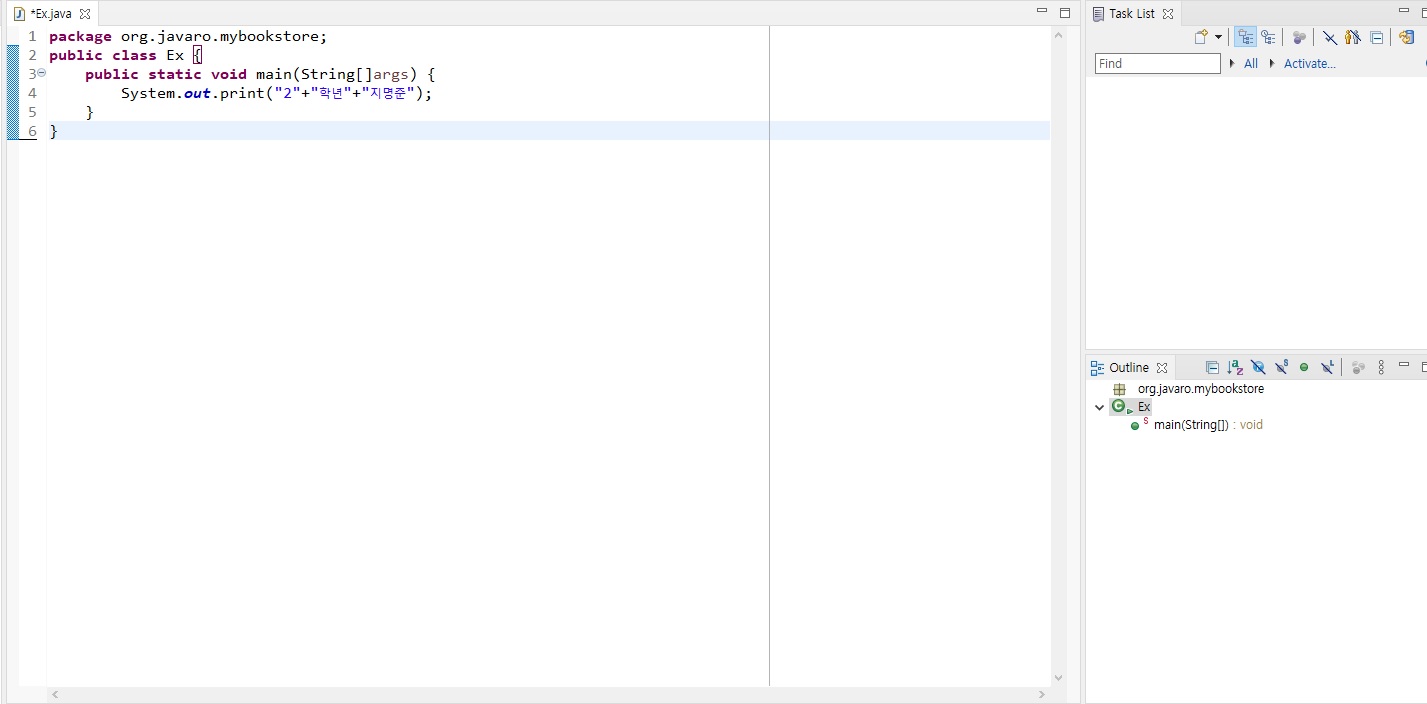 *Ex.java
1 package org.javaro.mybookstore;
2 public class Ex {
3 public static void main(String[]args) {
4 System.out.print("2"+"학년"+"지명준");
5 }
6 }
Task List
Find
All
Activate...
Outline
org.javaro.mybookstore
Ex
main(String[]) : void